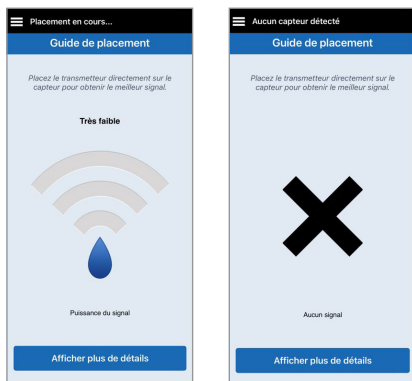 Placement en cours...
Guide de placement
Placez le transmetteur directement sur le
capteur pour obtenir le meilleur signal.
Très faible
Puissance du signal
Afficher plus de détails
Aucun capteur détecté
Guide de placement
Placez le transmetteur directement sur le
capteur pour obtenir le meilleur signal.
Aucun signal
Afficher plus de détails